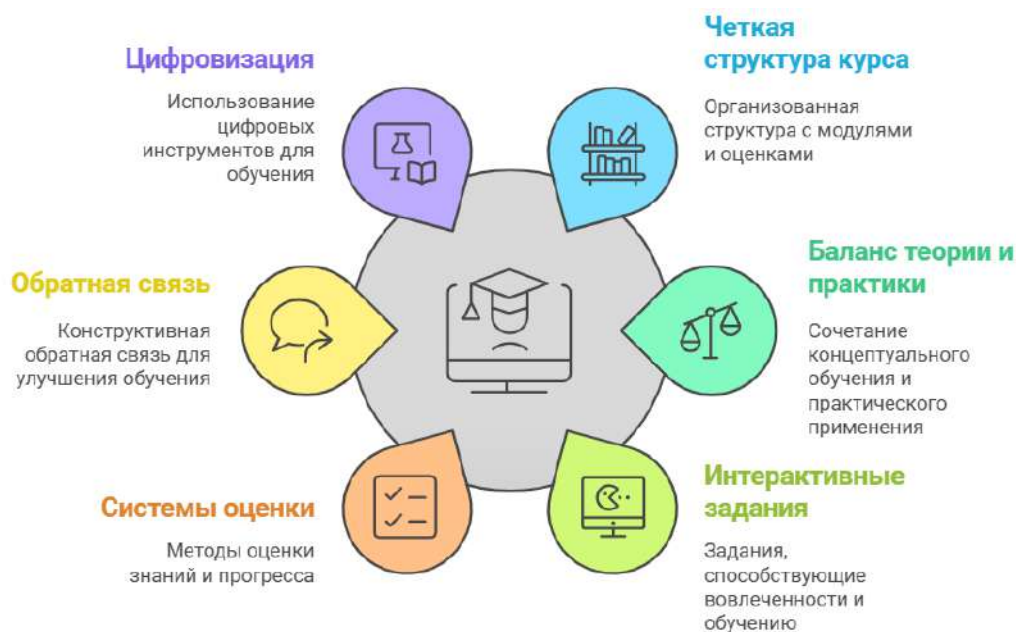 Цифровизация
Использование
цифровых
инструментов для
обучения
Четкая
структура курса
Организованная
структура с модулями
и оценками
Обратная связь
Конструктивная
обратная связь для
улучшения обучения
Баланс теории и
практики
Сочетание
концептуального
обучения и
практического
применения
Системы оценки
Методы оценки
знаний и прогресса
Интерактивные
задания
Задания,
способствующие
вовлеченности и
обучению